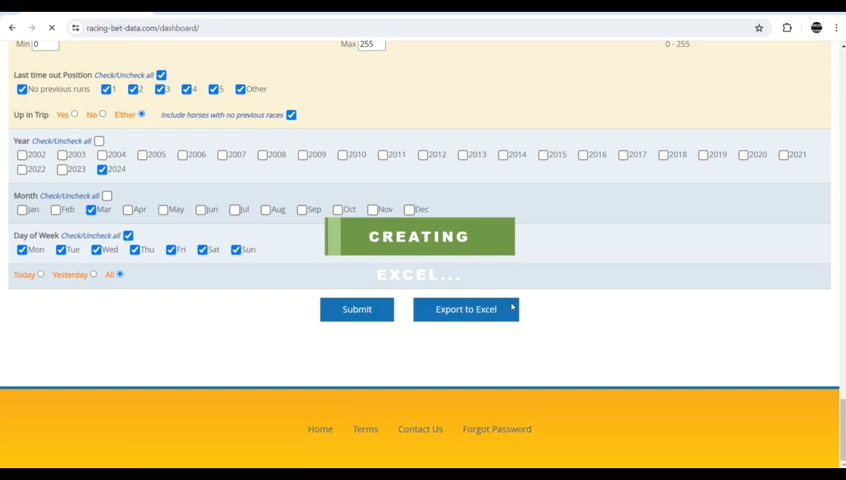 racing-bet-data.com/dashboard/
Min 0 Max 255 0 - 255
Last time out Position Check/Uncheck all
No previous runs 1 2 3 4 5 Other
Up in Trip Yes No Either Include horses with no previous races
Year Check/Uncheck all
2002 2003 2004 2005 2006 2007 2008 2009 2010 2011 2012 2013 2014 2015 2016 2017 2018 2019 2020 2021
2022 2023 2024
Month Check/Uncheck all
Jan Feb Mar Apr May Jun Jul Aug Sep Oct Nov Dec
CREATING
Day of Week Check/Uncheck all
Mon Tue Wed Thu Fri Sat Sun
Today Yesterday All
EXCEL...
Submit Export to Excel
Home Terms Contact Us Forgot Password